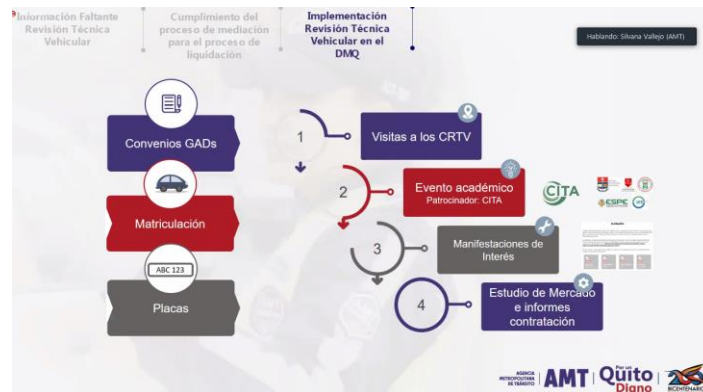 Información Faltante
Revisión Técnica
Vehicular
Cumplimiento del
proceso de mediación
para el proceso de
liquidación
Implementación
Revisión Técnica
Vehicular en el
DMQ
Hablando: Silvana Vallejo (AMT)
Convenios GADs
Matriculación
ABC 123
Placas
1
Visitas a los CRTV
2
Evento académico
Patrocinador: CITA
CITA
ESPE
3
Manifestaciones de
Interés
4
Estudio de Mercado
e informes
contratación
AGENCIA
METROPOLITANA
DE TRÁNSITO
AMT
Por un
Quito
Digno
200
BICENTENARIO